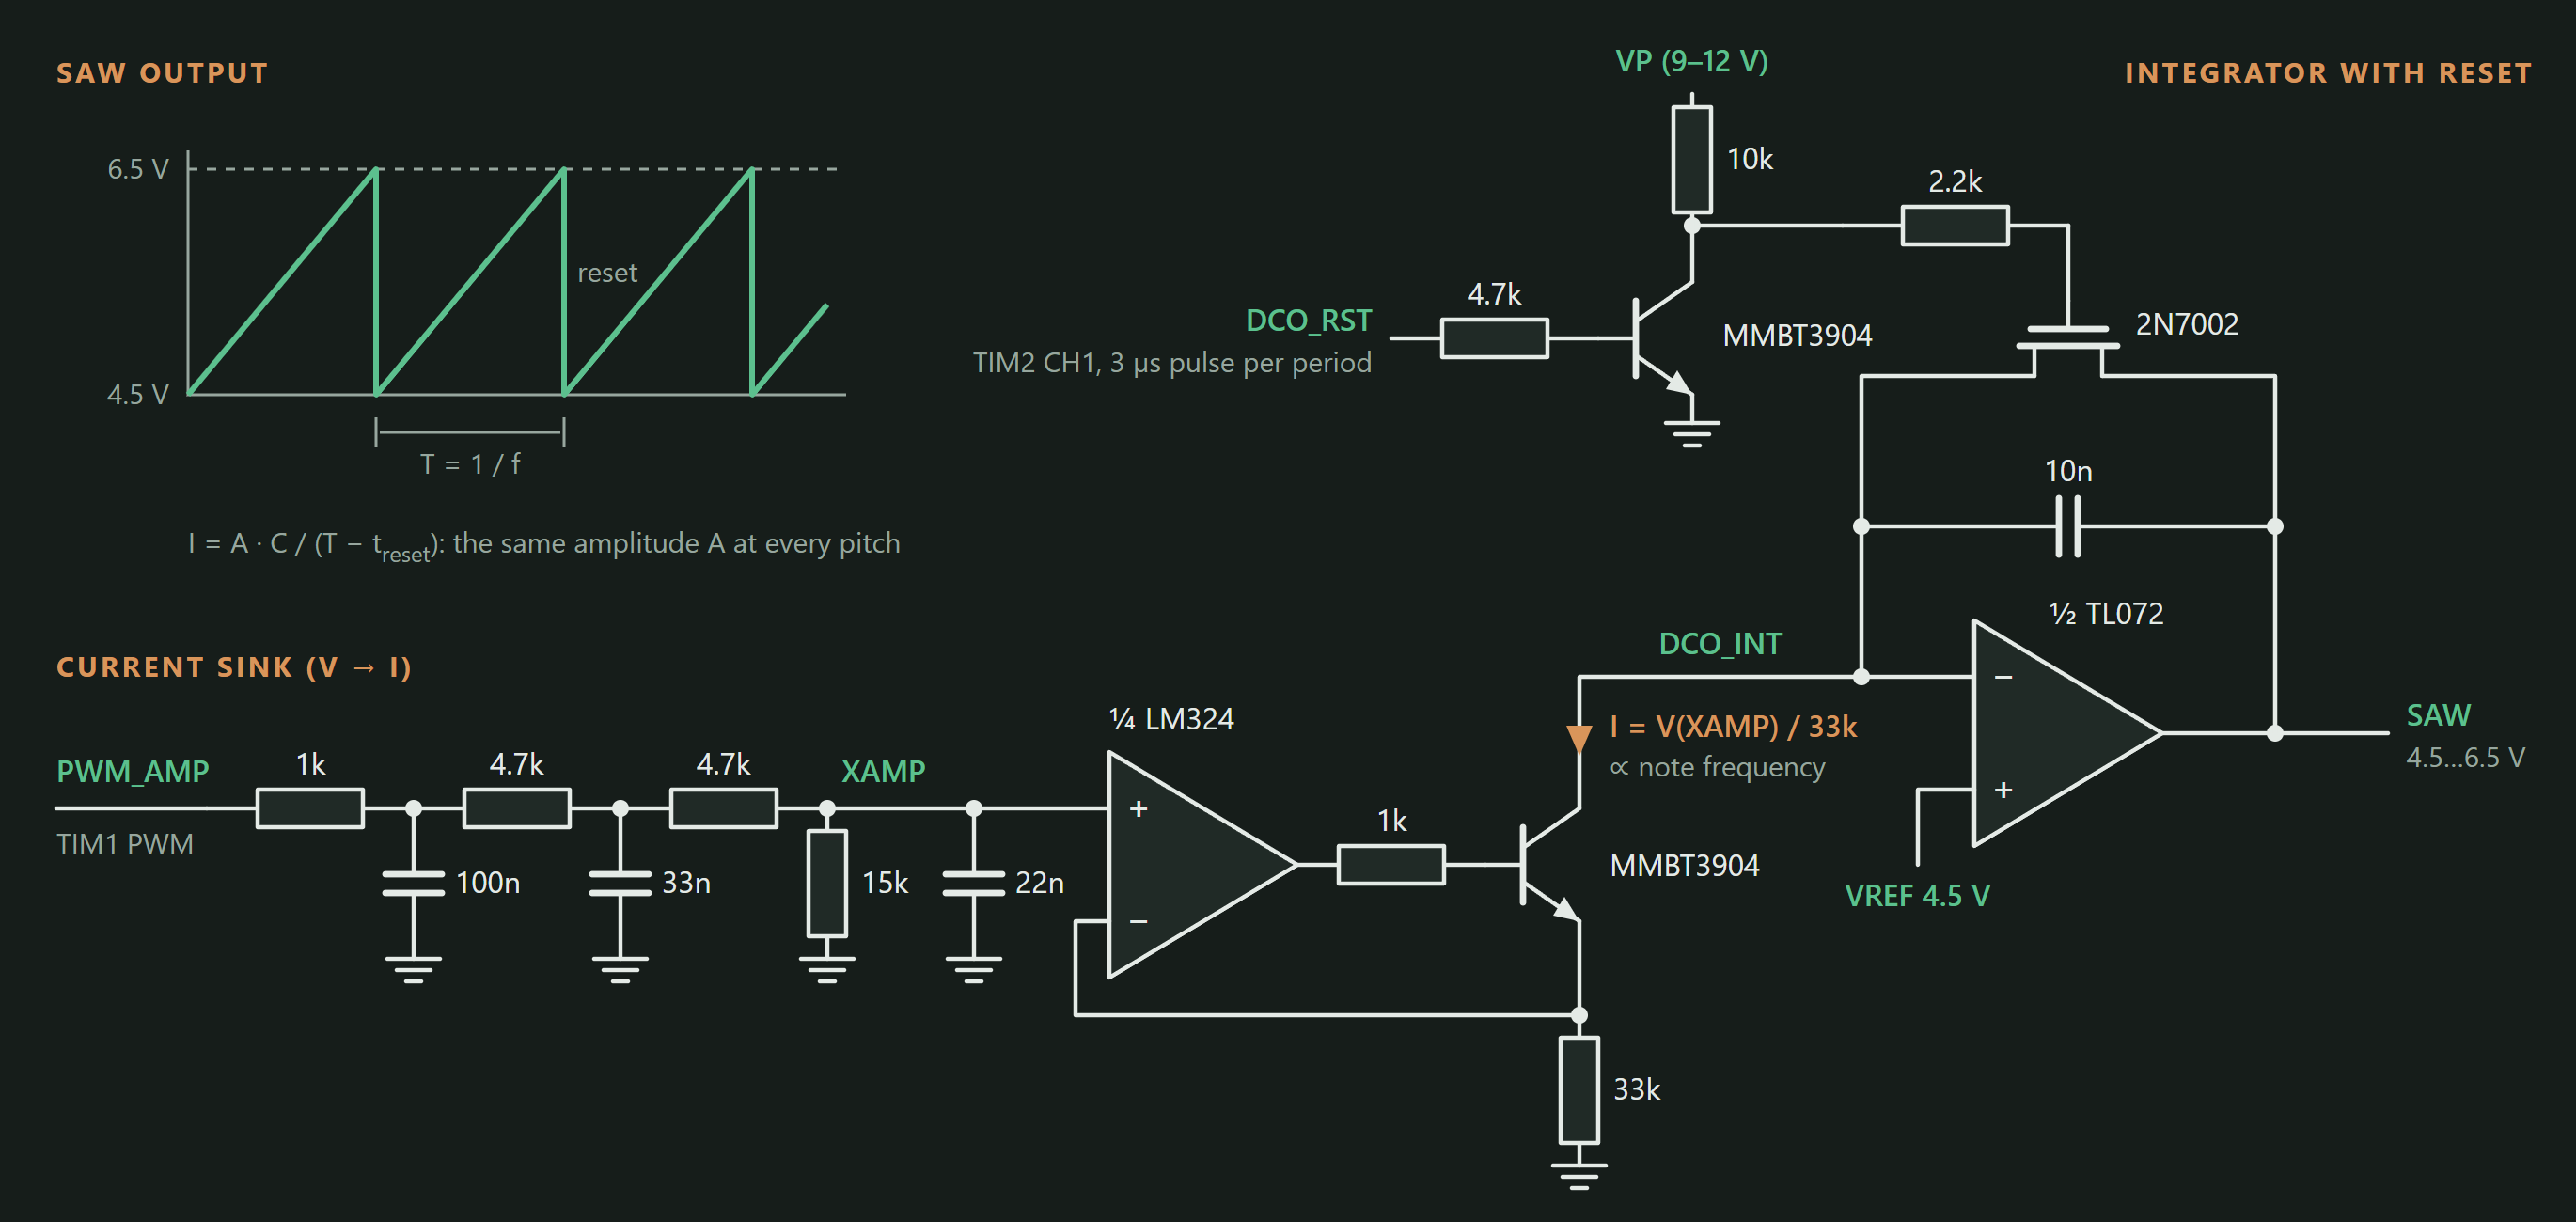 SAW OUTPUT
6.5 V
reset
4.5 V
T = 1 / f
I = A · C / (T − treset): the same amplitude A at every pitch
INTEGRATOR WITH RESET
VP (9–12 V)
10k
2.2k
4.7k
DCO_RST
TIM2 CH1, 3 µs pulse per period
MMBT3904
2N7002
10n
½ TL072
DCO_INT
−
+
VREF 4.5 V
SAW
4.5...6.5 V
CURRENT SINK (V → I)
PWM_AMP
TIM1 PWM
1k
4.7k
4.7k
XAMP
100n
33n
15k
22n
¼ LM324
+
−
1k
I = V(XAMP) / 33k
∝ note frequency
MMBT3904
33k